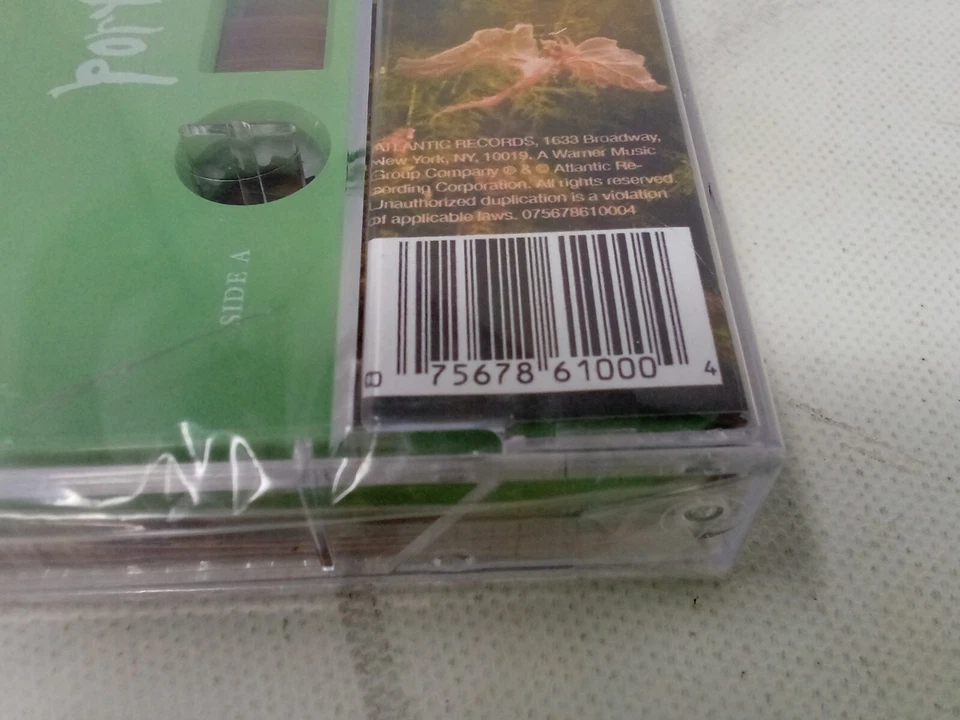 SIDE A
ATLANTIC RECORDS, 1633 Broadway,
New York, NY, 10019. A Warner Music
Group Company ℗ & © Atlantic Re-
cording Corporation. All rights reserved
Unauthorized duplication is a violation
of applicable laws. 075678610004
0 75678 61000 4